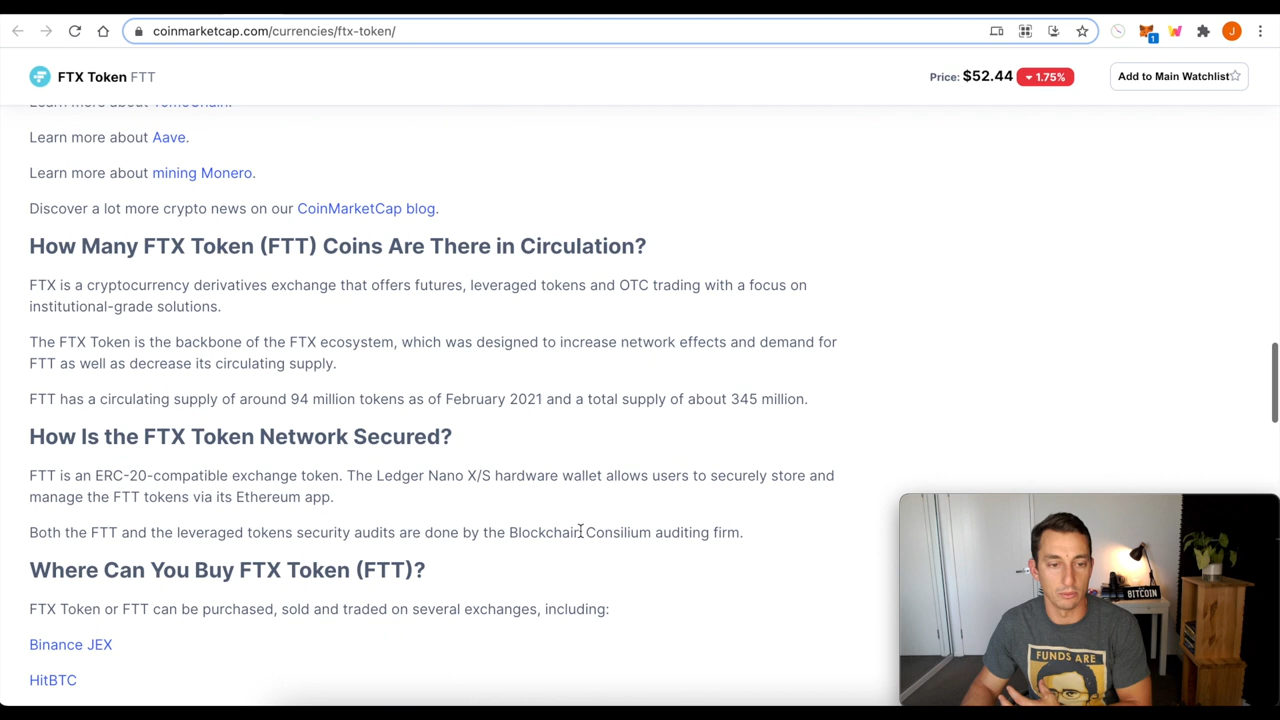 coinmarketcap.com/currencies/ftx-token/
1
J
FTX Token FTT
Price: $52.44 1.75%
Add to Main Watchlist
Learn more about TomoChain.
Learn more about Aave.
Learn more about mining Monero.
Discover a lot more crypto news on our CoinMarketCap blog.
How Many FTX Token (FTT) Coins Are There in Circulation?
FTX is a cryptocurrency derivatives exchange that offers futures, leveraged tokens and OTC trading with a focus on
institutional-grade solutions.
The FTX Token is the backbone of the FTX ecosystem, which was designed to increase network effects and demand for
FTT as well as decrease its circulating supply.
FTT has a circulating supply of around 94 million tokens as of February 2021 and a total supply of about 345 million.
How Is the FTX Token Network Secured?
FTT is an ERC-20-compatible exchange token. The Ledger Nano X/S hardware wallet allows users to securely store and
manage the FTT tokens via its Ethereum app.
Both the FTT and the leveraged tokens security audits are done by the Blockchain Consilium auditing firm.
Where Can You Buy FTX Token (FTT)?
FTX Token or FTT can be purchased, sold and traded on several exchanges, including:
Binance JEX
HitBTC
BITCOIN
FUNDS ARE